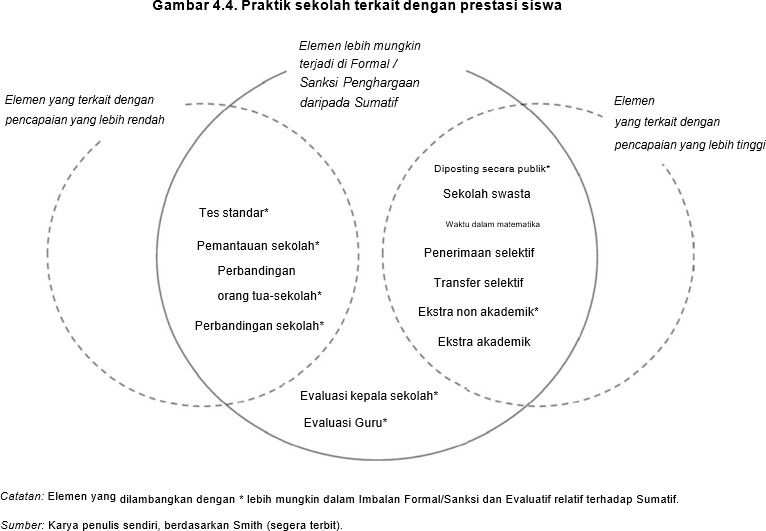 Gambar 4.4. Praktik sekolah terkait dengan prestasi siswa
Elemen lebih mungkin
terjadi di Formal /
Sanksi Penghargaan
daripada Sumatif
Elemen yang terkait dengan
pencapaian yang lebih rendah
Elemen
yang terkait dengan
pencapaian yang lebih tinggi
Tes standar*
Pemantauan sekolah*
Perbandingan
orang tua-sekolah*
Perbandingan sekolah*
Diposting secara publik*
Sekolah swasta
Waktu dalam matematika
Penerimaan selektif
Transfer selektif
Ekstra non akademik*
Ekstra akademik
Evaluasi kepala sekolah*
Evaluasi Guru*
Catatan: Elemen yang dilambangkan dengan * lebih mungkin dalam Imbalan Formal/Sanksi dan Evaluatif relatif terhadap Sumatif.
Sumber: Karya penulis sendiri, berdasarkan Smith (segera terbit).